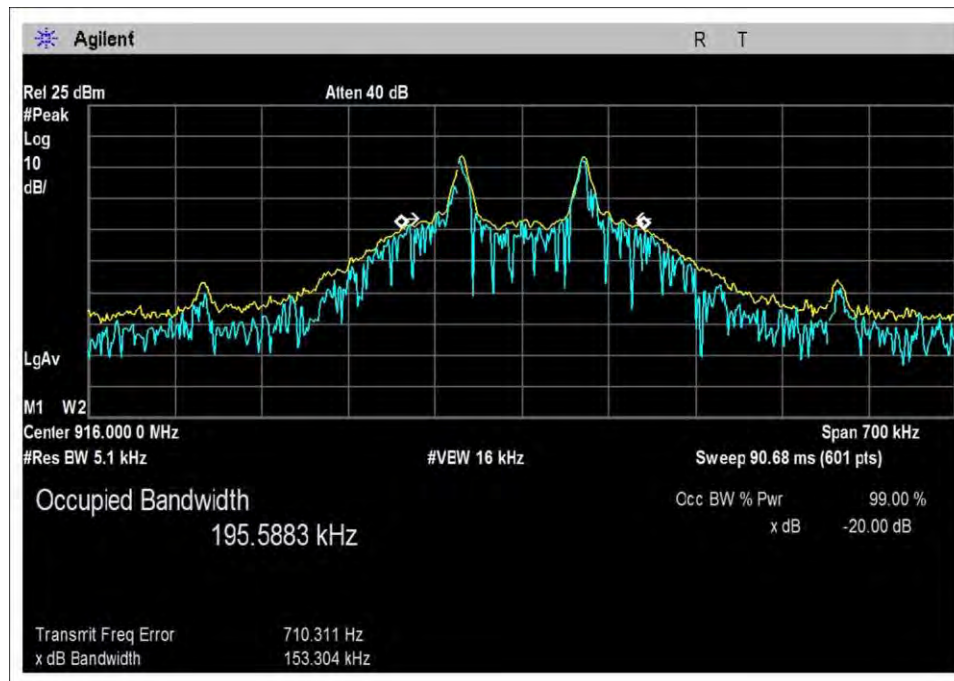 Agilent R T
Ref 25 dBm Atten 40 dB
#Peak
Log
10
dB/
LgAv
M1 W2
Center 916.000 0 MHz Span 700 kHz
#Res BW 5.1 kHz #VBW 16 kHz Sweep 90.68 ms (601 pts)
Occupied Bandwidth Occ BW % Pwr 99.00 %
195.5883 kHz x dB -20.00 dB
Transmit Freq Error 710.311 Hz
x dB Bandwidth 153.304 kHz